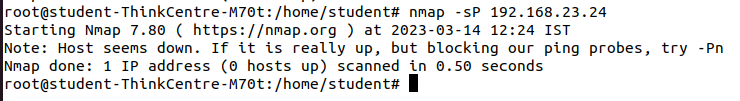 root@student-ThinkCentre-M70t:/home/student# nmap -sP 192.168.23.24
Starting Nmap 7.80 ( https://nmap.org ) at 2023-03-14 12:24 IST
Note: Host seems down. If it is really up, but blocking our ping probes, try -Pn
Nmap done: 1 IP address (0 hosts up) scanned in 0.50 seconds
root@student-ThinkCentre-M70t:/home/student#